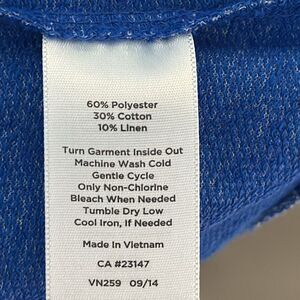 60% Polyester
30% Cotton
10% Linen
Turn Garment Inside Out
Machine Wash Cold
Gentle Cycle
Only Non-Chlorine
Bleach When Needed
Tumble Dry Low
Cool Iron, If Needed
Made In Vietnam
CA #23147
VN259 09/14